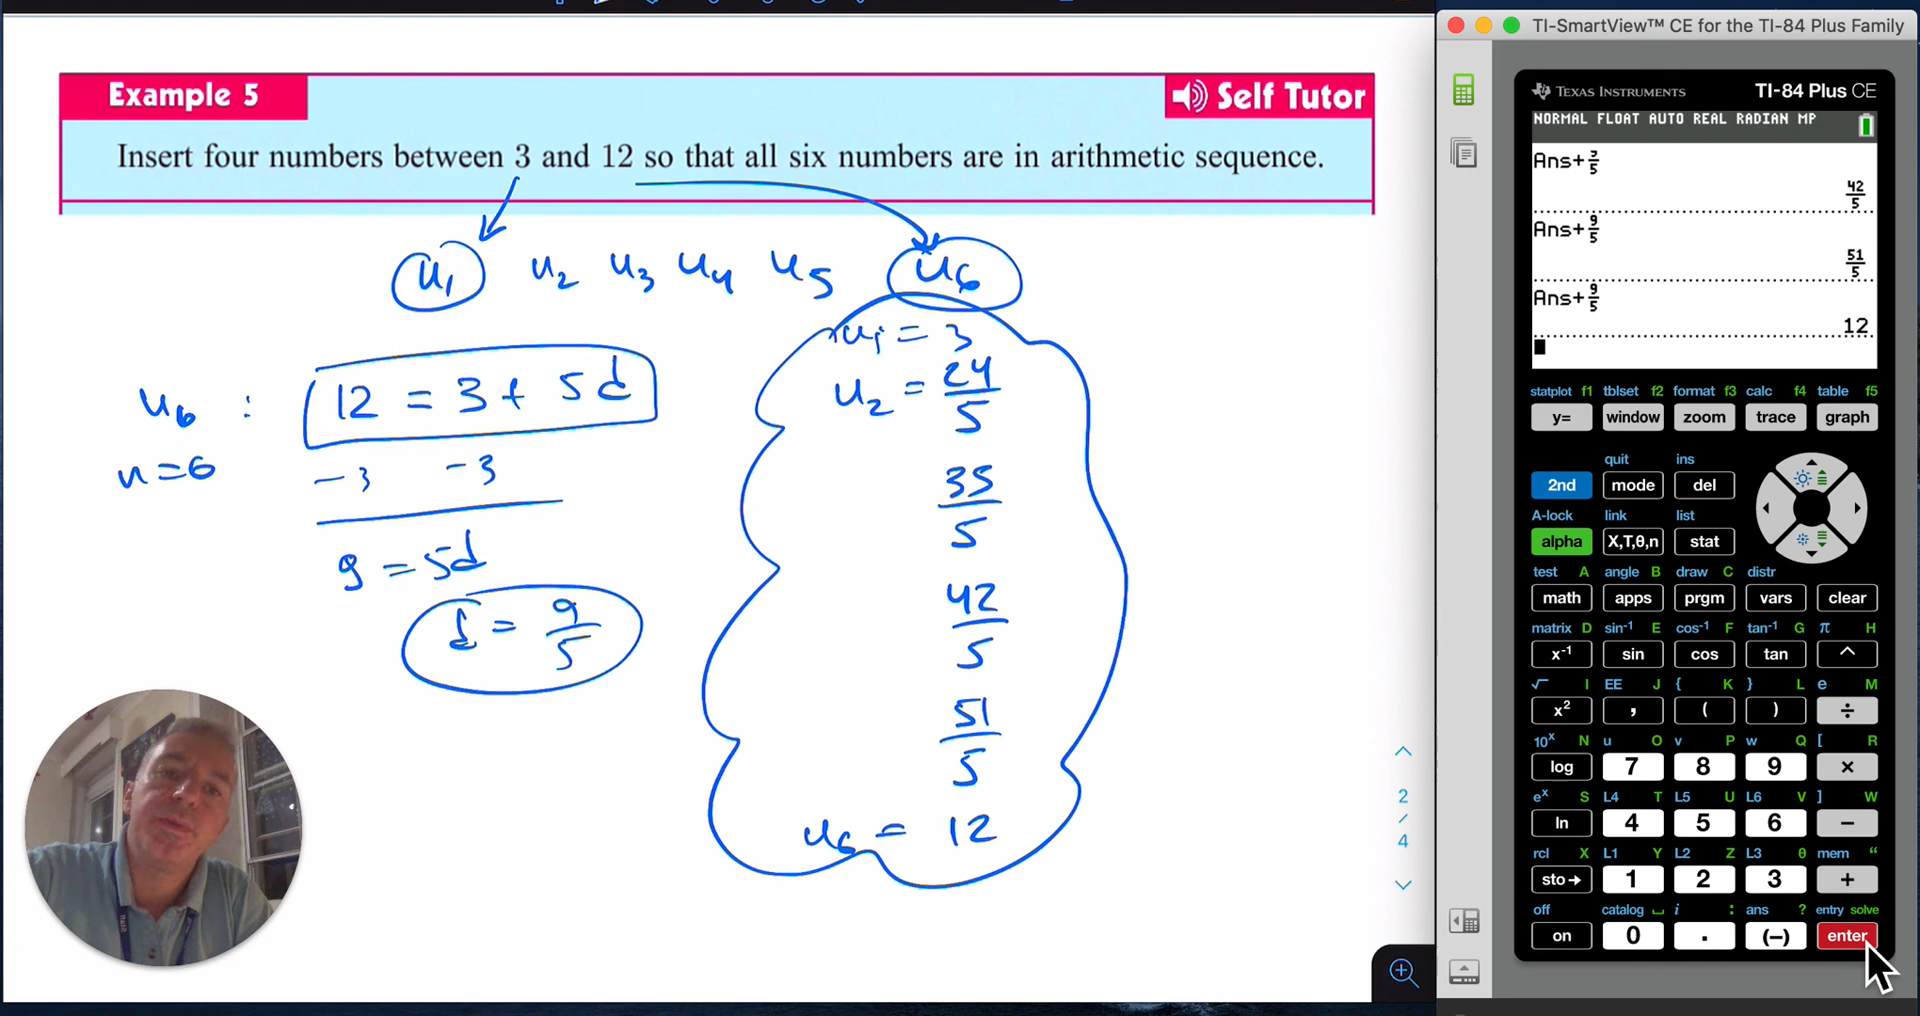 Example 5
Self Tutor
Insert four numbers between 3 and 12 so that all six numbers are in arithmetic sequence.
u1 u2 u3 u4 u5 u6
u6 : 12 = 3 + 5d
n=6
-3 -3
9 = 5d
d = 9/5
u1 = 3
u2 = 24/5
33/5
42/5
51/5
u6 = 12
2
/
4
TI-SmartView™ CE for the TI-84 Plus Family
TEXAS INSTRUMENTS TI-84 Plus CE
NORMAL FLOAT AUTO REAL RADIAN MP
Ans+9/5
42/5
Ans+9/5
51/5
Ans+9/5
12
statplot f1 tblset f2 format f3 calc f4 table f5
y= window zoom trace graph
quit ins
2nd mode del
A-lock link list
alpha X,T,θ,n stat
test A angle B draw C distr
math apps prgm vars clear
matrix D sin⁻¹ E cos⁻¹ F tan⁻¹ G π H
x⁻¹ sin cos tan ^
√ I EE J { K } L e M
x² , ( ) ÷
10ˣ N u O v P w Q [ R
log 7 8 9 ×
eˣ S L4 T L5 U L6 V ] W
ln 4 5 6 −
rcl X L1 Y L2 Z L3 θ mem "
sto→ 1 2 3 +
off catalog ⎵ i : ans ? entry solve
on 0 . (−) enter